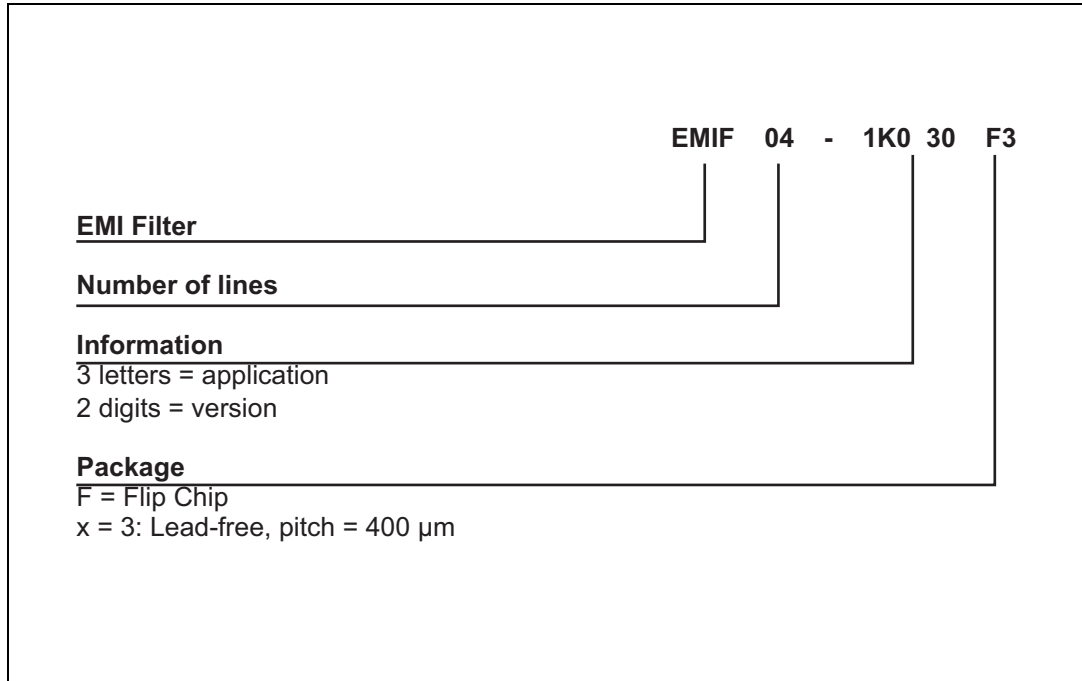 EMIF 04 - 1K0 30 F3
EMI Filter
Number of lines
Information
3 letters = application
2 digits = version
Package
F = Flip Chip
x = 3: Lead-free, pitch = 400 µm